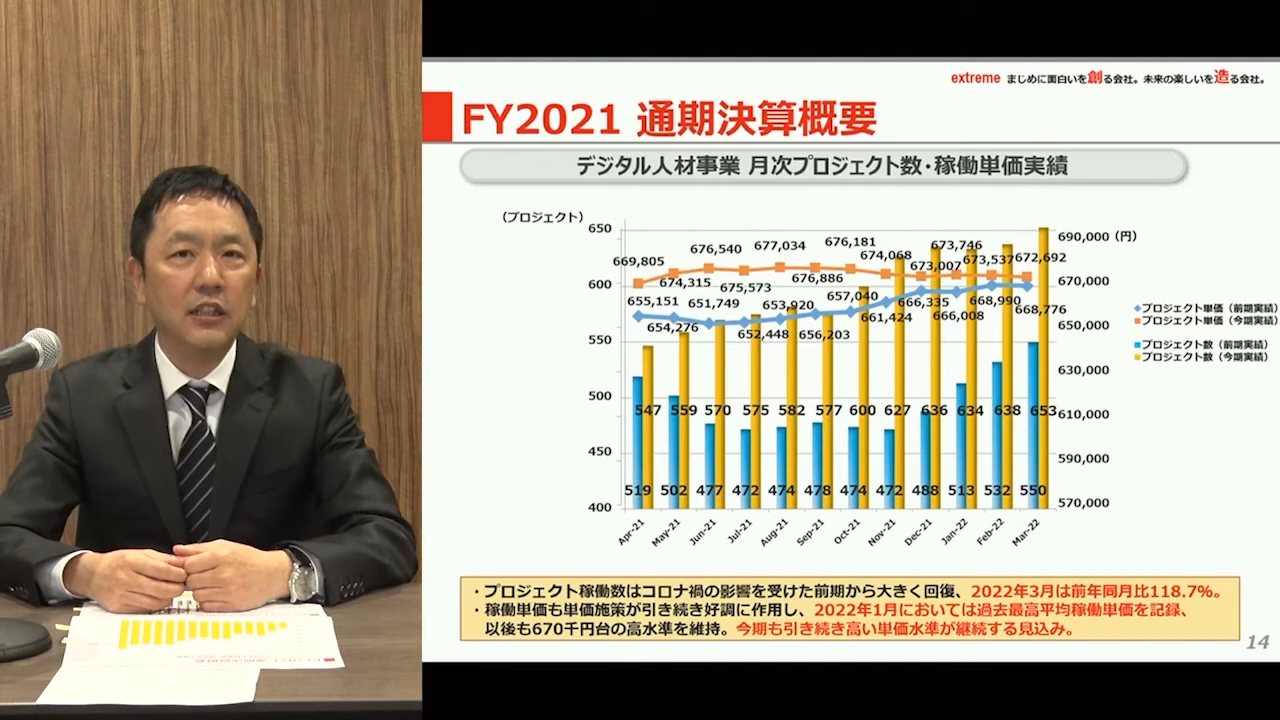 extreme まじめに面白いを創る会社。未来の楽しいを造る会社。
FY2021 通期決算概要
デジタル人材事業 月次プロジェクト数・稼働単価実績
(プロジェクト)
650
600
550
500
450
400
690,000 (円)
670,000
650,000
630,000
610,000
590,000
570,000
669,805 674,315 676,540 675,573 677,034 676,886 676,181 674,068 673,007 673,746 673,537 672,692
655,151 654,276 651,749 652,448 653,920 656,203 657,040 661,424 666,335 666,008 668,990 668,776
547 559 570 575 582 577 600 627 636 634 638 653
519 502 477 472 474 478 474 472 488 513 532 550
Apr-21 May-21 Jun-21 Jul-21 Aug-21 Sep-21 Oct-21 Nov-21 Dec-21 Jan-22 Feb-22 Mar-22
プロジェクト単価(前期実績)
プロジェクト単価(今期実績)
プロジェクト数(前期実績)
プロジェクト数(今期実績)
・プロジェクト稼働数はコロナ禍の影響を受けた前期から大きく回復、2022年3月は前年同月比118.7%。
・稼働単価も単価施策が引き続き好調に作用し、2022年1月においては過去最高平均稼働単価を記録、
以後も670千円台の高水準を維持。今期も引き続き高い単価水準が継続する見込み。
14